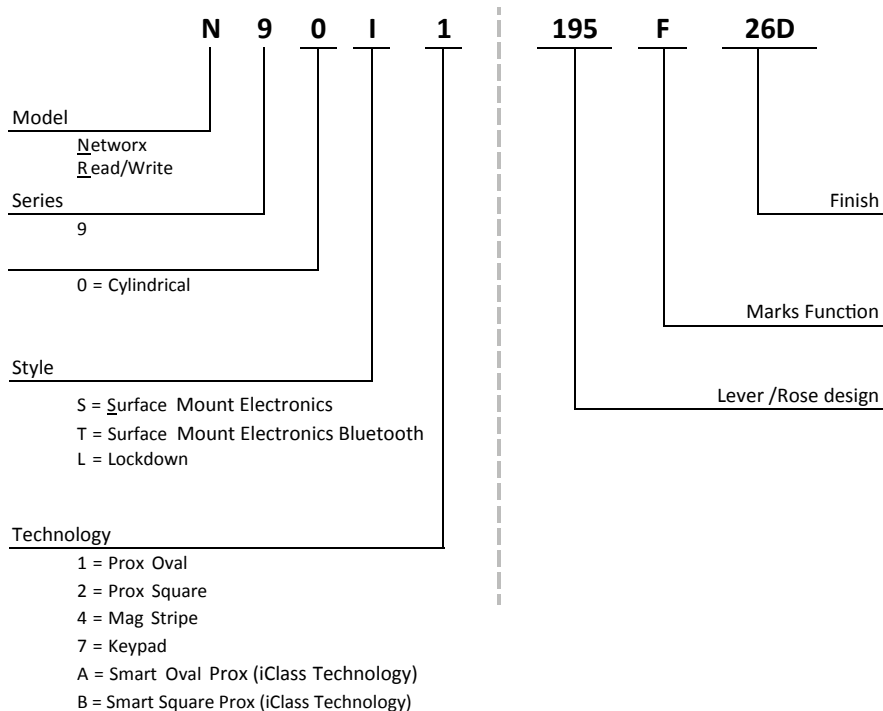 N 9 0 I 1 195 F 26D
Model
Networx
Read/Write
Series
Finish
9
0 = Cylindrical
Marks Function
Style
Lever /Rose design
S = Surface Mount Electronics
T = Surface Mount Electronics Bluetooth
L = Lockdown
Technology
1 = Prox Oval
2 = Prox Square
4 = Mag Stripe
7 = Keypad
A = Smart Oval Prox (iClass Technology)
B = Smart Square Prox (iClass Technology)